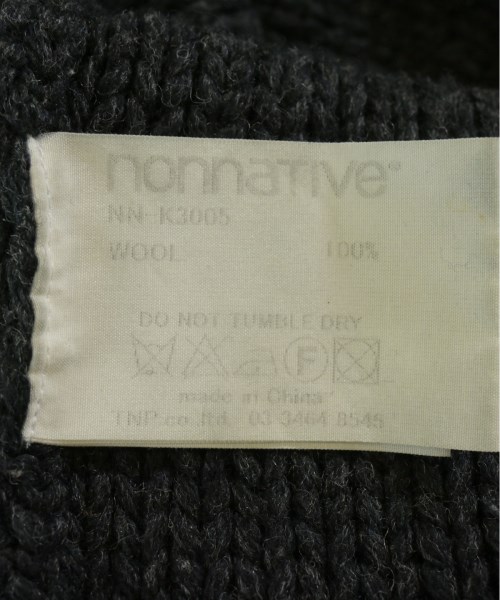 nonnative®
NN-K3005
WOOL 100%
DO NOT TUMBLE DRY
F
made in China
TNP.co.,ltd. 03 3464 8545